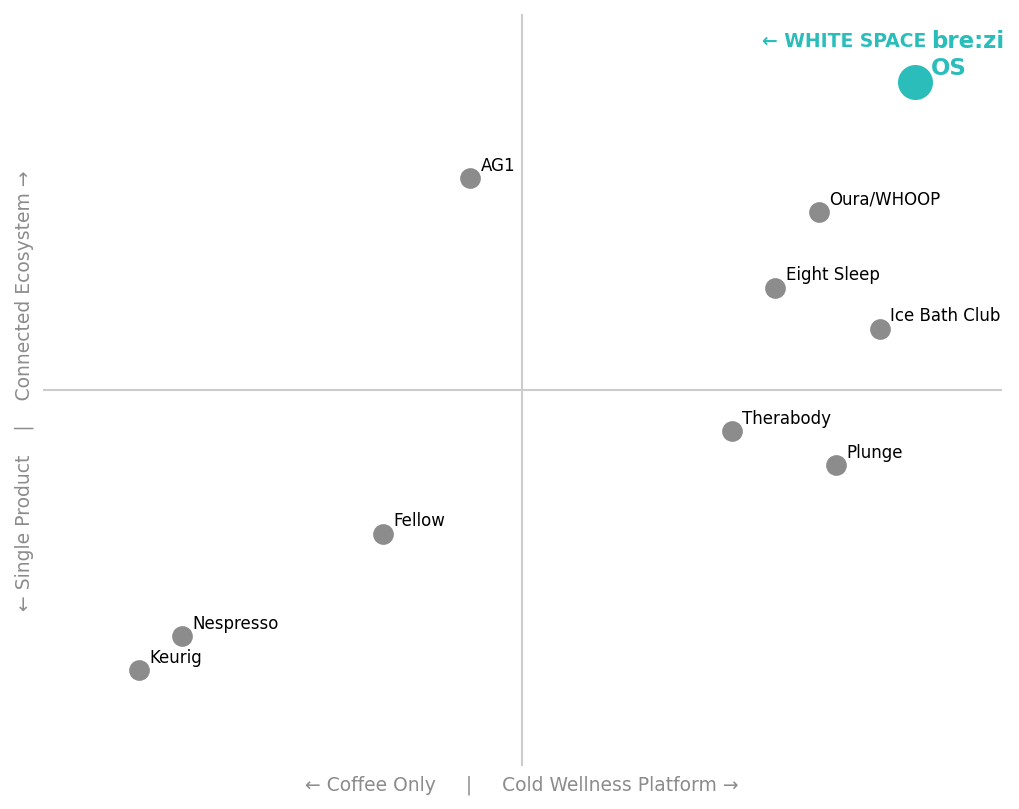 ← WHITE SPACE bre:zi
OS
AG1
Oura/WHOOP
Eight Sleep
Ice Bath Club
Therabody
Plunge
Fellow
Nespresso
Keurig
← Single Product | Connected Ecosystem →
← Coffee Only | Cold Wellness Platform →